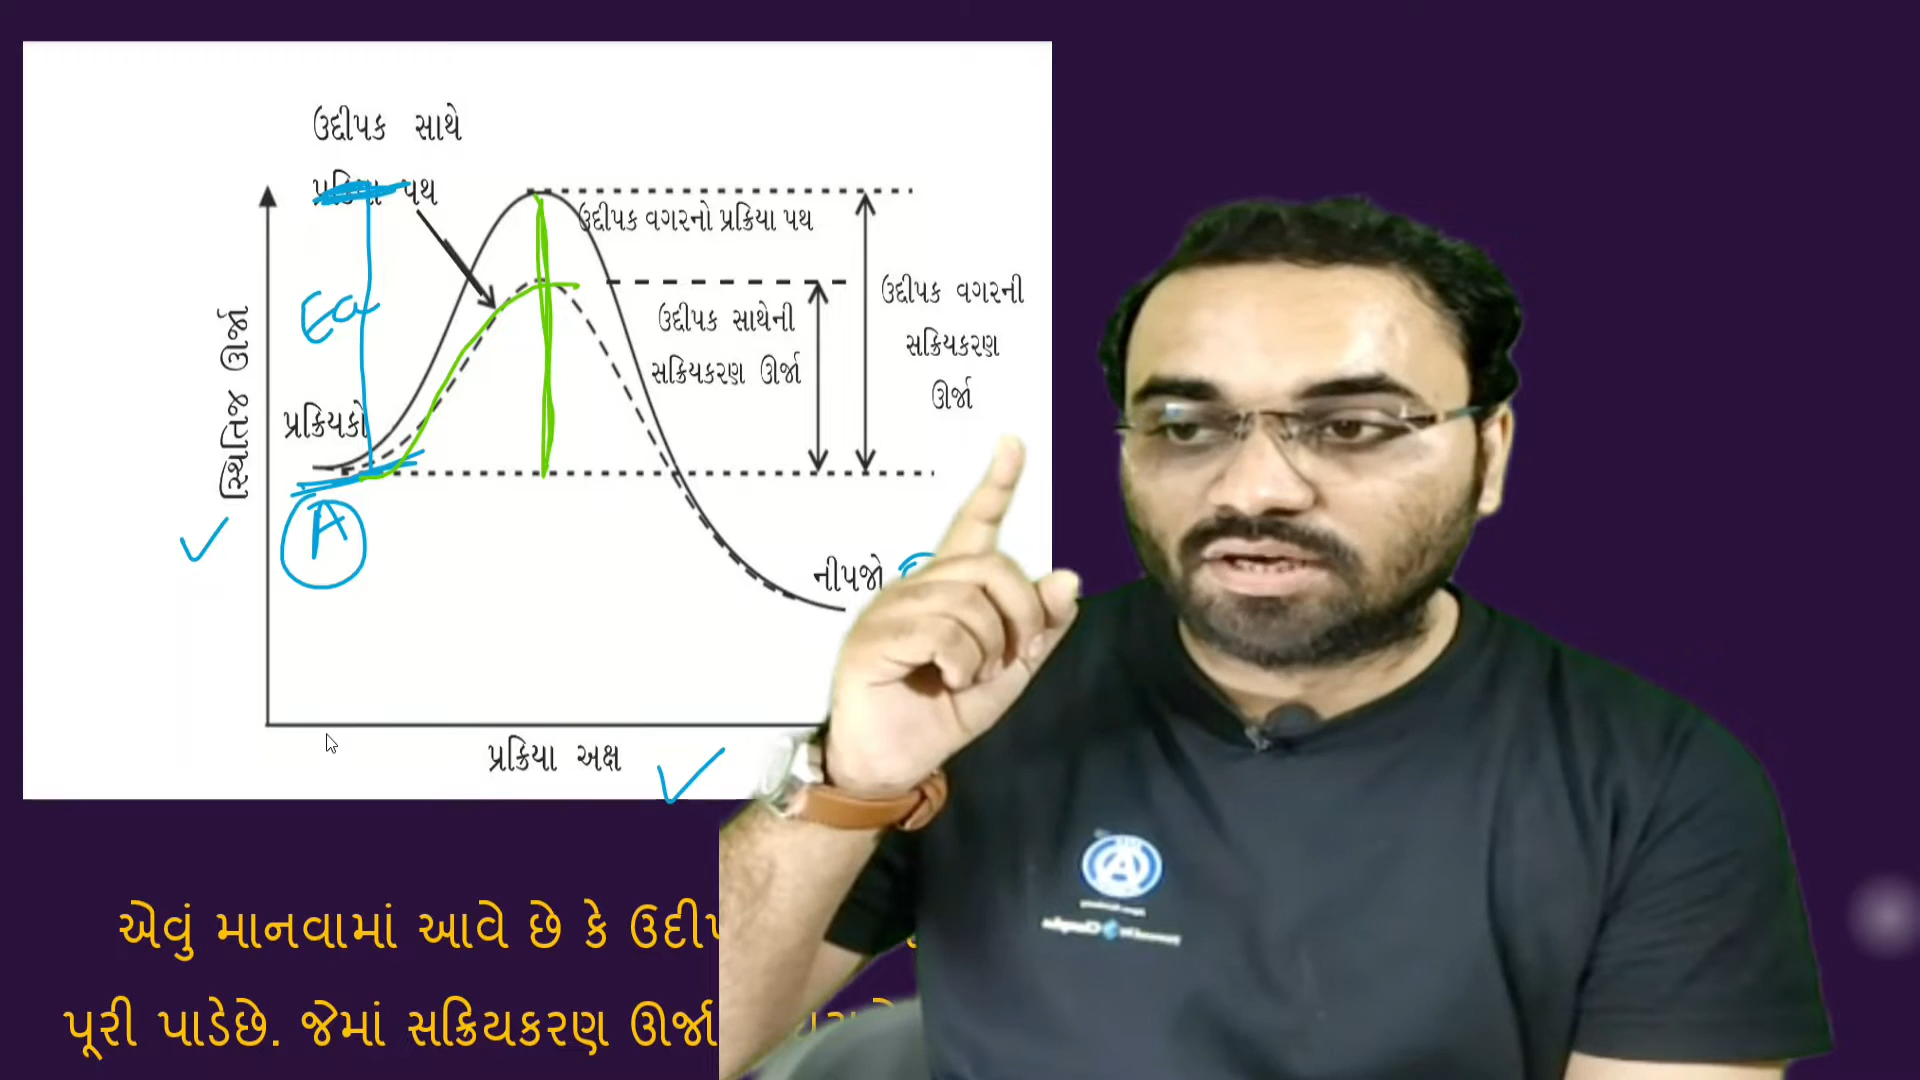 ઉદ્દીપક સાથે
પ્રક્રિયા પથ
ઉદ્દીપક વગરનો પ્રક્રિયા પથ
ઉદ્દીપક સાથેની
સક્રિયકરણ ઊર્જા
ઉદ્દીપક વગરની
સક્રિયકરણ
ઊર્જા
Ea
સ્થિતિજ ઊર્જા
પ્રક્રિયકો
A
નીપજો
પ્રક્રિયા અક્ષ
A
એવું માનવામાં આવે છે કે
પૂરી પાડેછે. જેમાં સક્રિયકરણ ઊર્જા